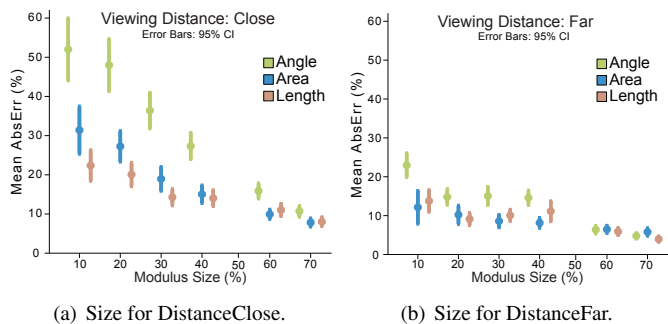 Viewing Distance: Close
Error Bars: 95% CI
Angle
Area
Length
Mean AbsErr (%)
60
50
40
30
20
10
0
10 20 30 40 50 60 70
Modulus Size (%)
(a) Size for DistanceClose.
Viewing Distance: Far
Error Bars: 95% CI
Angle
Area
Length
Mean AbsErr (%)
60
50
40
30
20
10
0
10 20 30 40 50 60 70
Modulus Size (%)
(b) Size for DistanceFar.